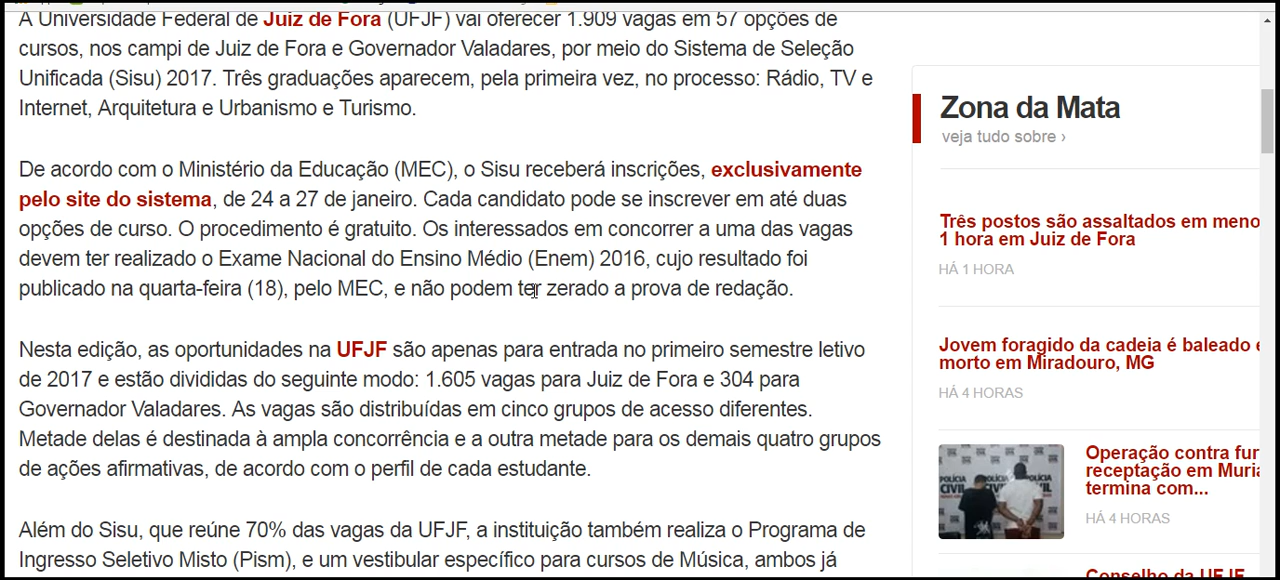 A Universidade Federal de Juiz de Fora (UFJF) vai oferecer 1.909 vagas em 57 opções de
cursos, nos campi de Juiz de Fora e Governador Valadares, por meio do Sistema de Seleção
Unificada (Sisu) 2017. Três graduações aparecem, pela primeira vez, no processo: Rádio, TV e
Internet, Arquitetura e Urbanismo e Turismo.
De acordo com o Ministério da Educação (MEC), o Sisu receberá inscrições, exclusivamente
pelo site do sistema, de 24 a 27 de janeiro. Cada candidato pode se inscrever em até duas
opções de curso. O procedimento é gratuito. Os interessados em concorrer a uma das vagas
devem ter realizado o Exame Nacional do Ensino Médio (Enem) 2016, cujo resultado foi
publicado na quarta-feira (18), pelo MEC, e não podem ter zerado a prova de redação.
Nesta edição, as oportunidades na UFJF são apenas para entrada no primeiro semestre letivo
de 2017 e estão divididas do seguinte modo: 1.605 vagas para Juiz de Fora e 304 para
Governador Valadares. As vagas são distribuídas em cinco grupos de acesso diferentes.
Metade delas é destinada à ampla concorrência e a outra metade para os demais quatro grupos
de ações afirmativas, de acordo com o perfil de cada estudante.
Além do Sisu, que reúne 70% das vagas da UFJF, a instituição também realiza o Programa de
Ingresso Seletivo Misto (Pism), e um vestibular específico para cursos de Música, ambos já
Zona da Mata
veja tudo sobre ›
Três postos são assaltados em meno
1 hora em Juiz de Fora
HÁ 1 HORA
Jovem foragido da cadeia é baleado e
morto em Miradouro, MG
HÁ 4 HORAS
POLÍCIA
CIVIL
POLÍCIA
CIVIL
Operação contra fur
receptação em Muria
termina com...
HÁ 4 HORAS
Conselho da UFJF